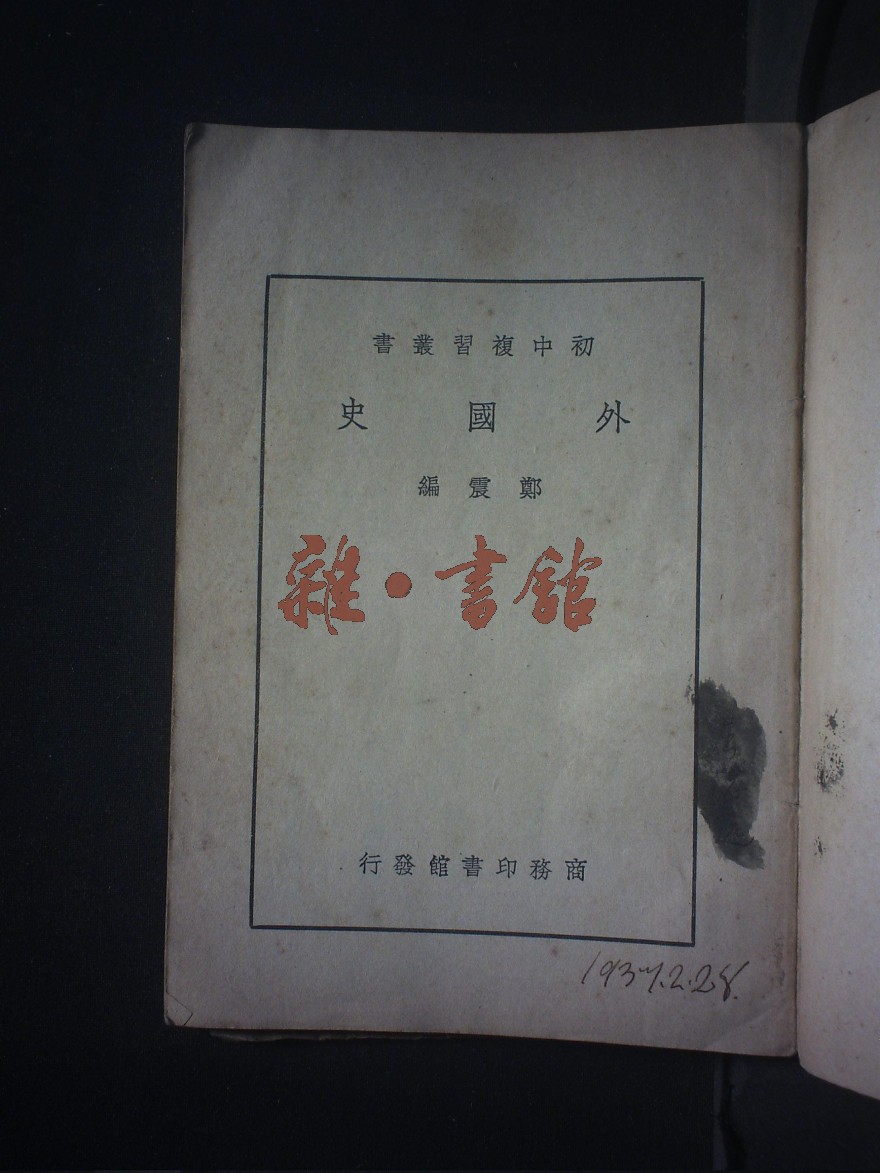 初中複習叢書
外國史
鄭震編
雜·書館
商務印書館發行
1937.2.28.